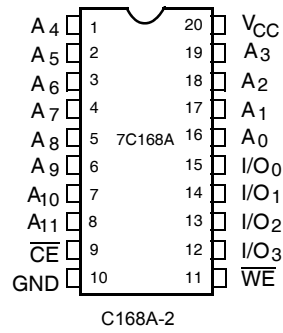 A4 1 20 VCC
A5 2 19 A3
A6 3 18 A2
A7 4 17 A1
A8 5 7C168A 16 A0
A9 6 15 I/O0
A10 7 14 I/O1
A11 8 13 I/O2
C̅E̅ 9 12 I/O3
GND 10 11 W̅E̅
C168A-2